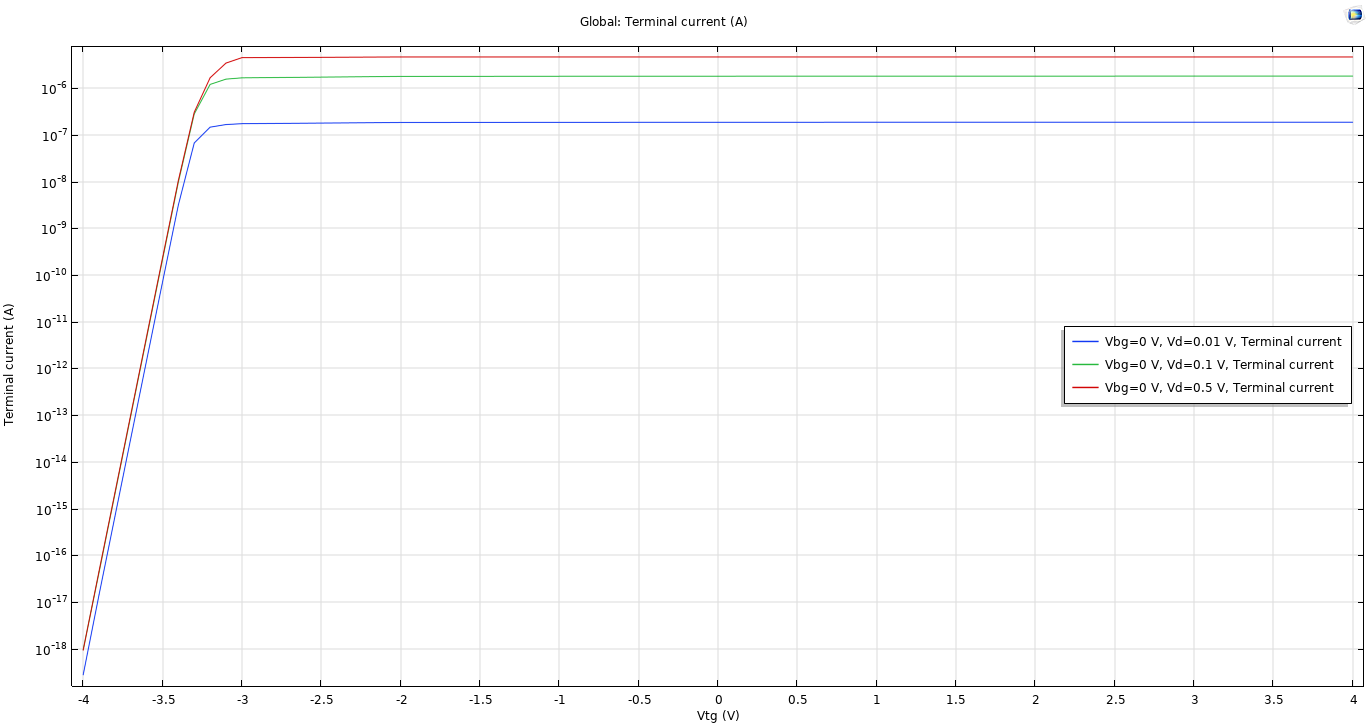 Global: Terminal current (A)
Terminal current (A)
10⁻⁶
10⁻⁷
10⁻⁸
10⁻⁹
10⁻¹⁰
10⁻¹¹
10⁻¹²
10⁻¹³
10⁻¹⁴
10⁻¹⁵
10⁻¹⁶
10⁻¹⁷
10⁻¹⁸
Vbg=0 V, Vd=0.01 V, Terminal current
Vbg=0 V, Vd=0.1 V, Terminal current
Vbg=0 V, Vd=0.5 V, Terminal current
-4 -3.5 -3 -2.5 -2 -1.5 -1 -0.5 0 0.5 1 1.5 2 2.5 3 3.5 4
Vtg (V)